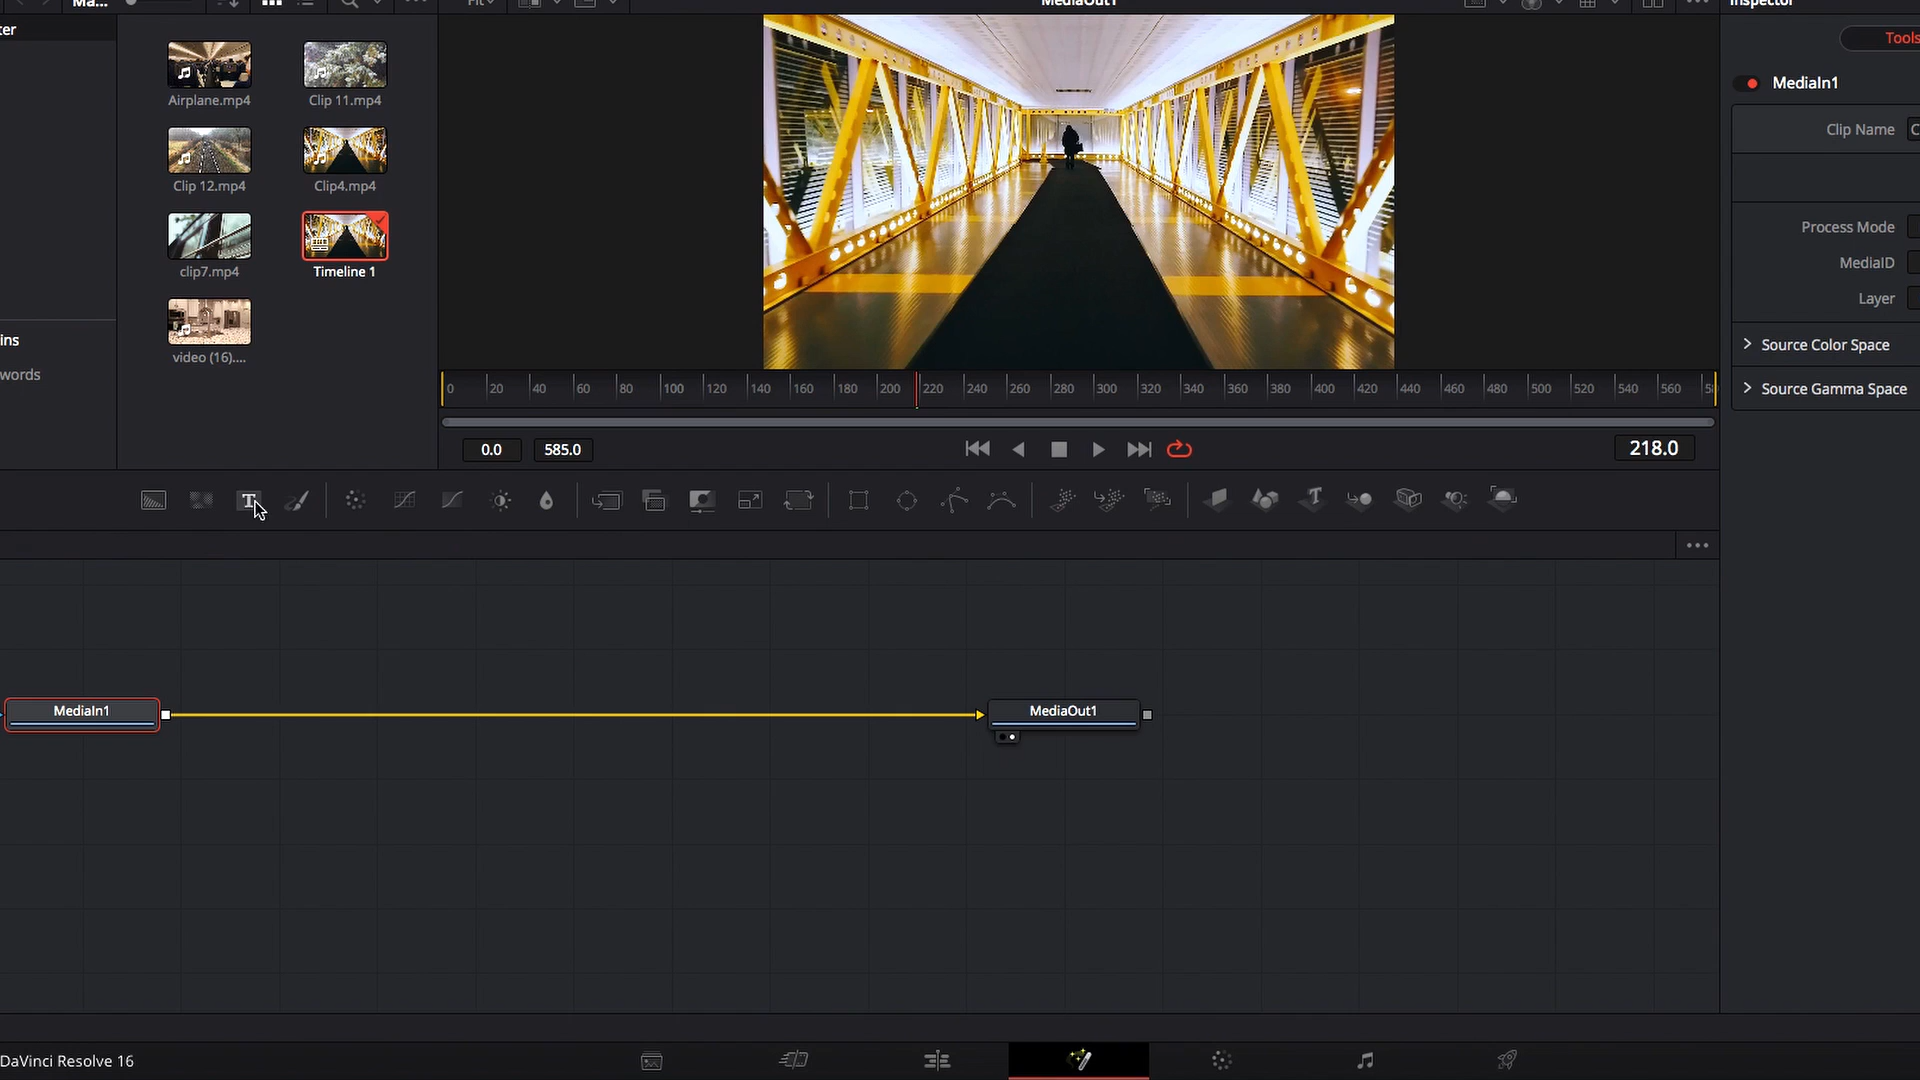 Ma...
Fit
MediaOut1
Inspector
ter
Tools
Airplane.mp4
Clip 11.mp4
MediaIn1
Clip Name
Clip 12.mp4
Clip4.mp4
Process Mode
MediaID
clip7.mp4
Timeline 1
Layer
ins
Source Color Space
video (16)....
words
0 20 40 60 80 100 120 140 160 180 200 220 240 260 280 300 320 340 360 380 400 420 440 460 480 500 520 540 560
Source Gamma Space
0.0
585.0
218.0
T
T
MediaIn1
MediaOut1
DaVinci Resolve 16